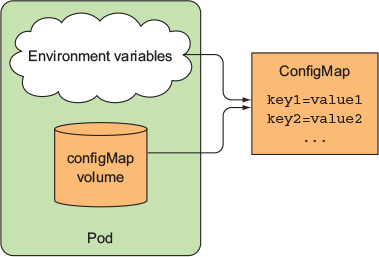 Environment variables
configMap
volume
Pod
ConfigMap
key1=value1
key2=value2
...